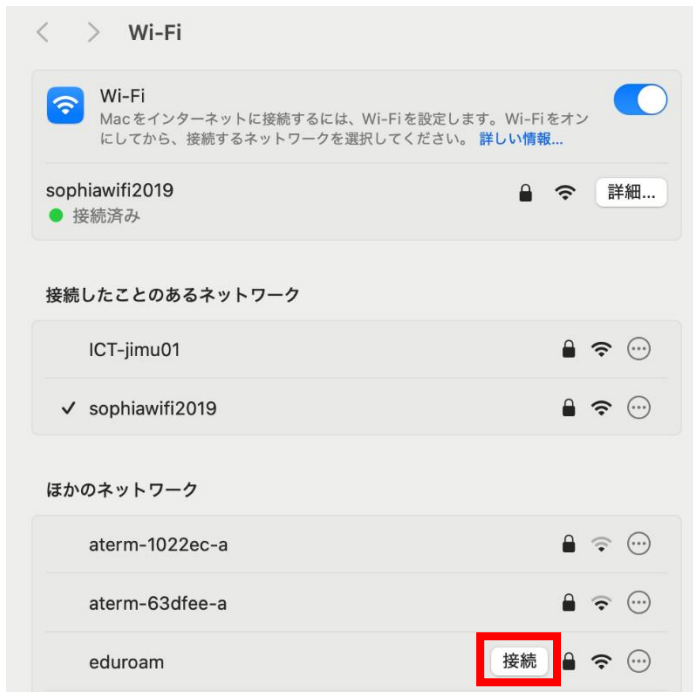 Wi-Fi
Wi-Fi
Macをインターネットに接続するには、Wi-Fiを設定します。Wi-Fiをオン
にしてから、接続するネットワークを選択してください。 詳しい情報...
sophiawifi2019
詳細...
接続済み
接続したことのあるネットワーク
ICT-jimu01
sophiawifi2019
ほかのネットワーク
aterm-1022ec-a
aterm-63dfee-a
eduroam
接続